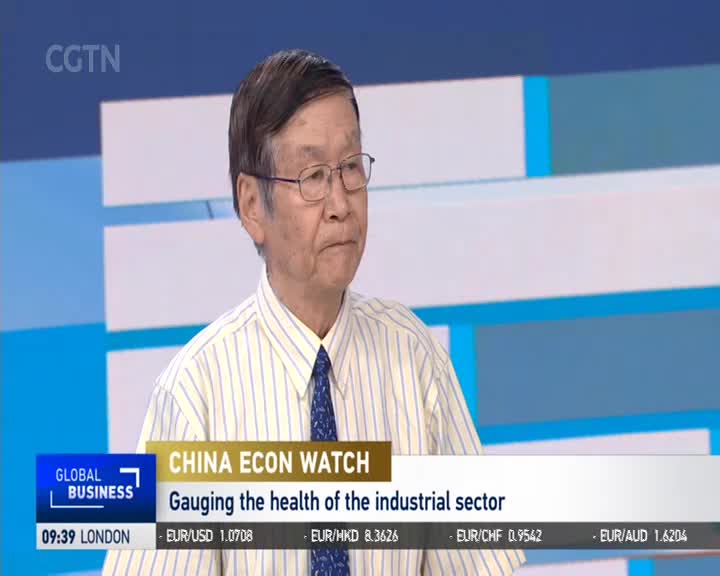 CGTN
CHINA ECON WATCH
GLOBAL
BUSINESS
Gauging the health of the industrial sector
09:39 LONDON
· EUR/USD 1.0708 · EUR/HKD 8.3626 · EUR/CHF 0.9542 · EUR/AUD 1.6204